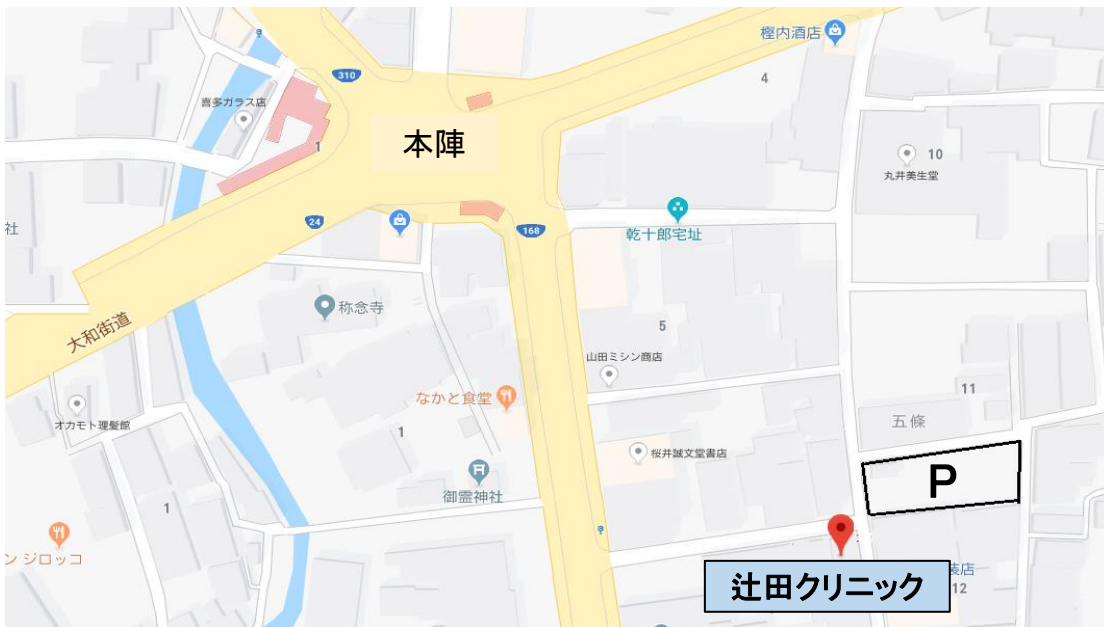 樫内酒店
310
4
喜多ガラス店
本陣
1
10
丸井美生堂
社
24
168
乾十郎宅址
称念寺
大和街道
5
山田ミシン商店
なかと食堂
11
オカモト理髪館
五條
1
桜井誠文堂書店
P
御霊神社
1
ン ジロッコ
辻田クリニック
店
12